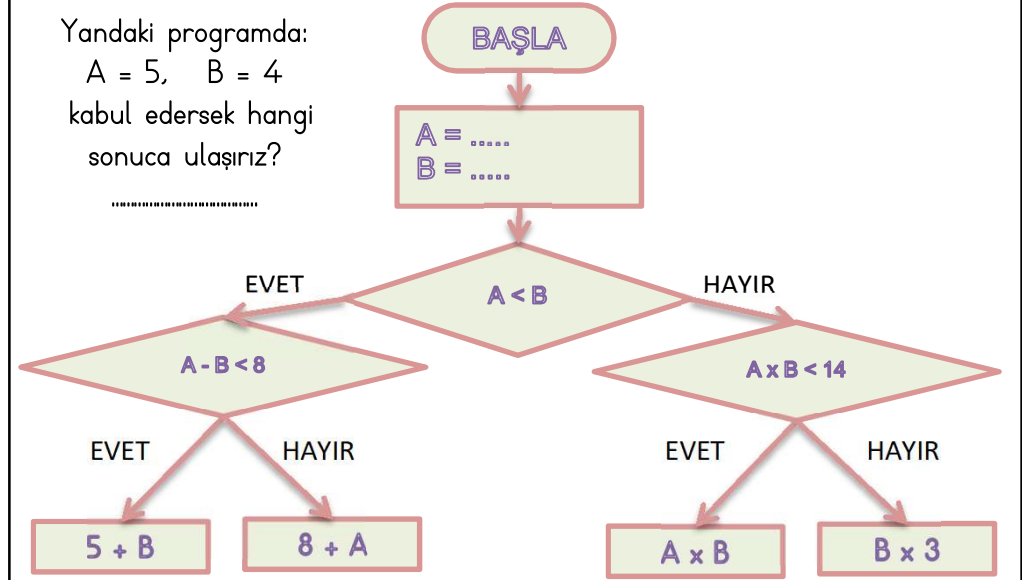 Yandaki programda:
A = 5, B = 4
kabul edersek hangi
sonuca ulaşırız?
.......................................
BAŞLA
A = .....
B = .....
A < B
EVET
HAYIR
A - B < 8
A x B < 14
EVET
HAYIR
EVET
HAYIR
5 + B
8 + A
A x B
B x 3